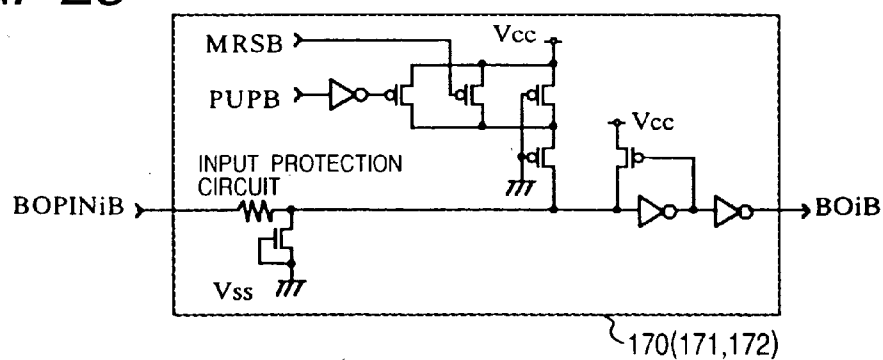 MRSB
Vcc
PUPB
Vcc
INPUT PROTECTION
CIRCUIT
BOPINiB
BOiB
Vss
170(171,172)